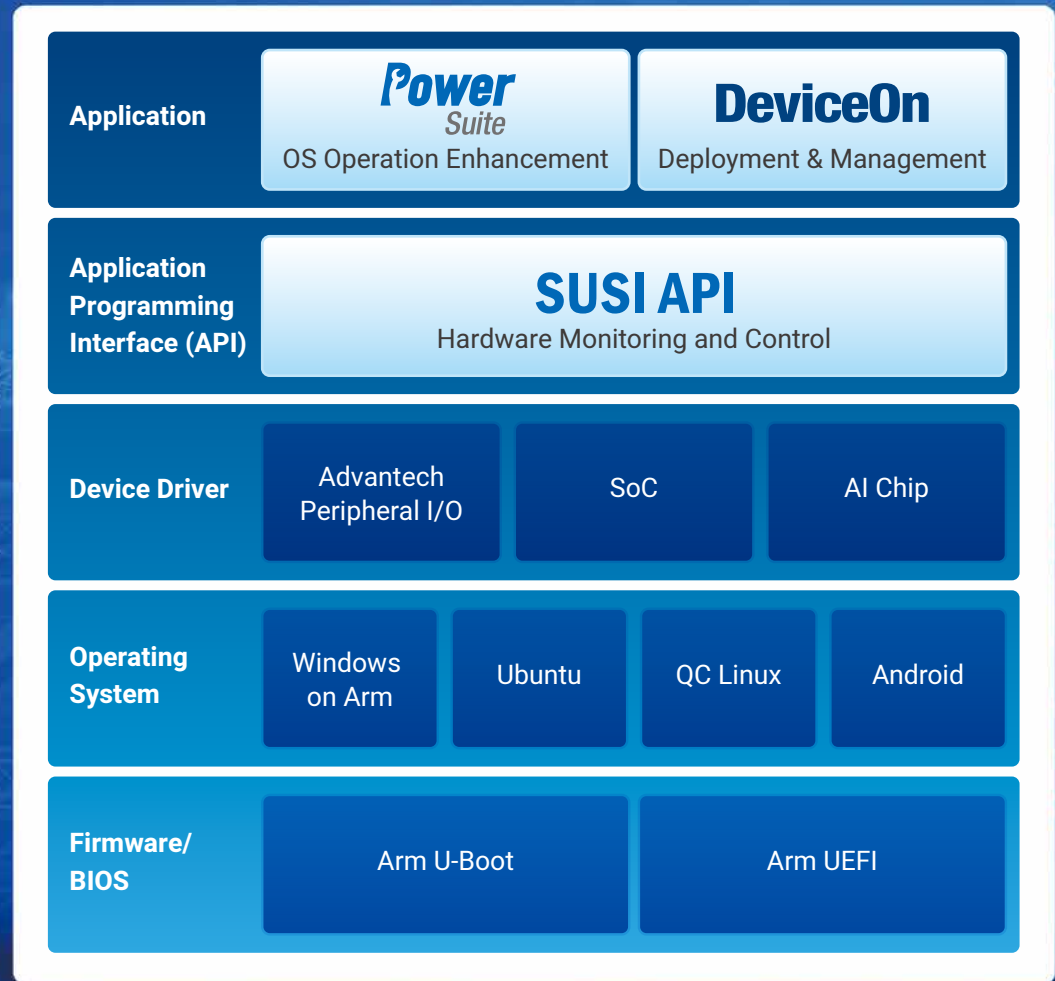 Application
Power
Suite
OS Operation Enhancement
DeviceOn
Deployment & Management
Application
Programming
Interface (API)
SUSI API
Hardware Monitoring and Control
Device Driver
Advantech
Peripheral I/O
SoC
AI Chip
Operating
System
Windows
on Arm
Ubuntu
QC Linux
Android
Firmware/
BIOS
Arm U-Boot
Arm UEFI